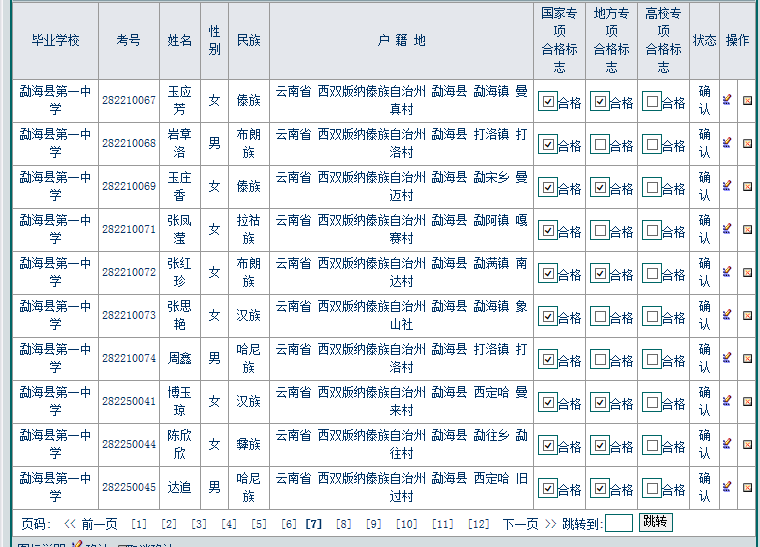 毕业学校 考号 姓名 性别 民族 户 籍 地 国家专项合格标志 地方专项合格标志 高校专项合格标志 状态 操作
勐海县第一中学 282210067 玉应芳 女 傣族 云南省 西双版纳傣族自治州 勐海县 勐海镇 曼真村 合格 合格 合格 确认
勐海县第一中学 282210068 岩章洛 男 布朗族 云南省 西双版纳傣族自治州 勐海县 打洛镇 打洛村 合格 合格 合格 确认
勐海县第一中学 282210069 玉庄香 女 傣族 云南省 西双版纳傣族自治州 勐海县 勐宋乡 曼迈村 合格 合格 合格 确认
勐海县第一中学 282210071 张凤滢 女 拉祜族 云南省 西双版纳傣族自治州 勐海县 勐阿镇 嘎赛村 合格 合格 合格 确认
勐海县第一中学 282210072 张红珍 女 布朗族 云南省 西双版纳傣族自治州 勐海县 勐满镇 南达村 合格 合格 合格 确认
勐海县第一中学 282210073 张思艳 女 汉族 云南省 西双版纳傣族自治州 勐海县 勐海镇 象山社 合格 合格 合格 确认
勐海县第一中学 282210074 周鑫 男 哈尼族 云南省 西双版纳傣族自治州 勐海县 打洛镇 打洛村 合格 合格 合格 确认
勐海县第一中学 282250041 博玉琼 女 汉族 云南省 西双版纳傣族自治州 勐海县 西定哈 曼来村 合格 合格 合格 确认
勐海县第一中学 282250044 陈欣欣 女 彝族 云南省 西双版纳傣族自治州 勐海县 勐往乡 勐往村 合格 合格 合格 确认
勐海县第一中学 282250045 达追 男 哈尼族 云南省 西双版纳傣族自治州 勐海县 西定哈 旧过村 合格 合格 合格 确认
页码: << 前一页 [1] [2] [3] [4] [5] [6] [7] [8] [9] [10] [11] [12] 下一页 >> 跳转到: 跳转